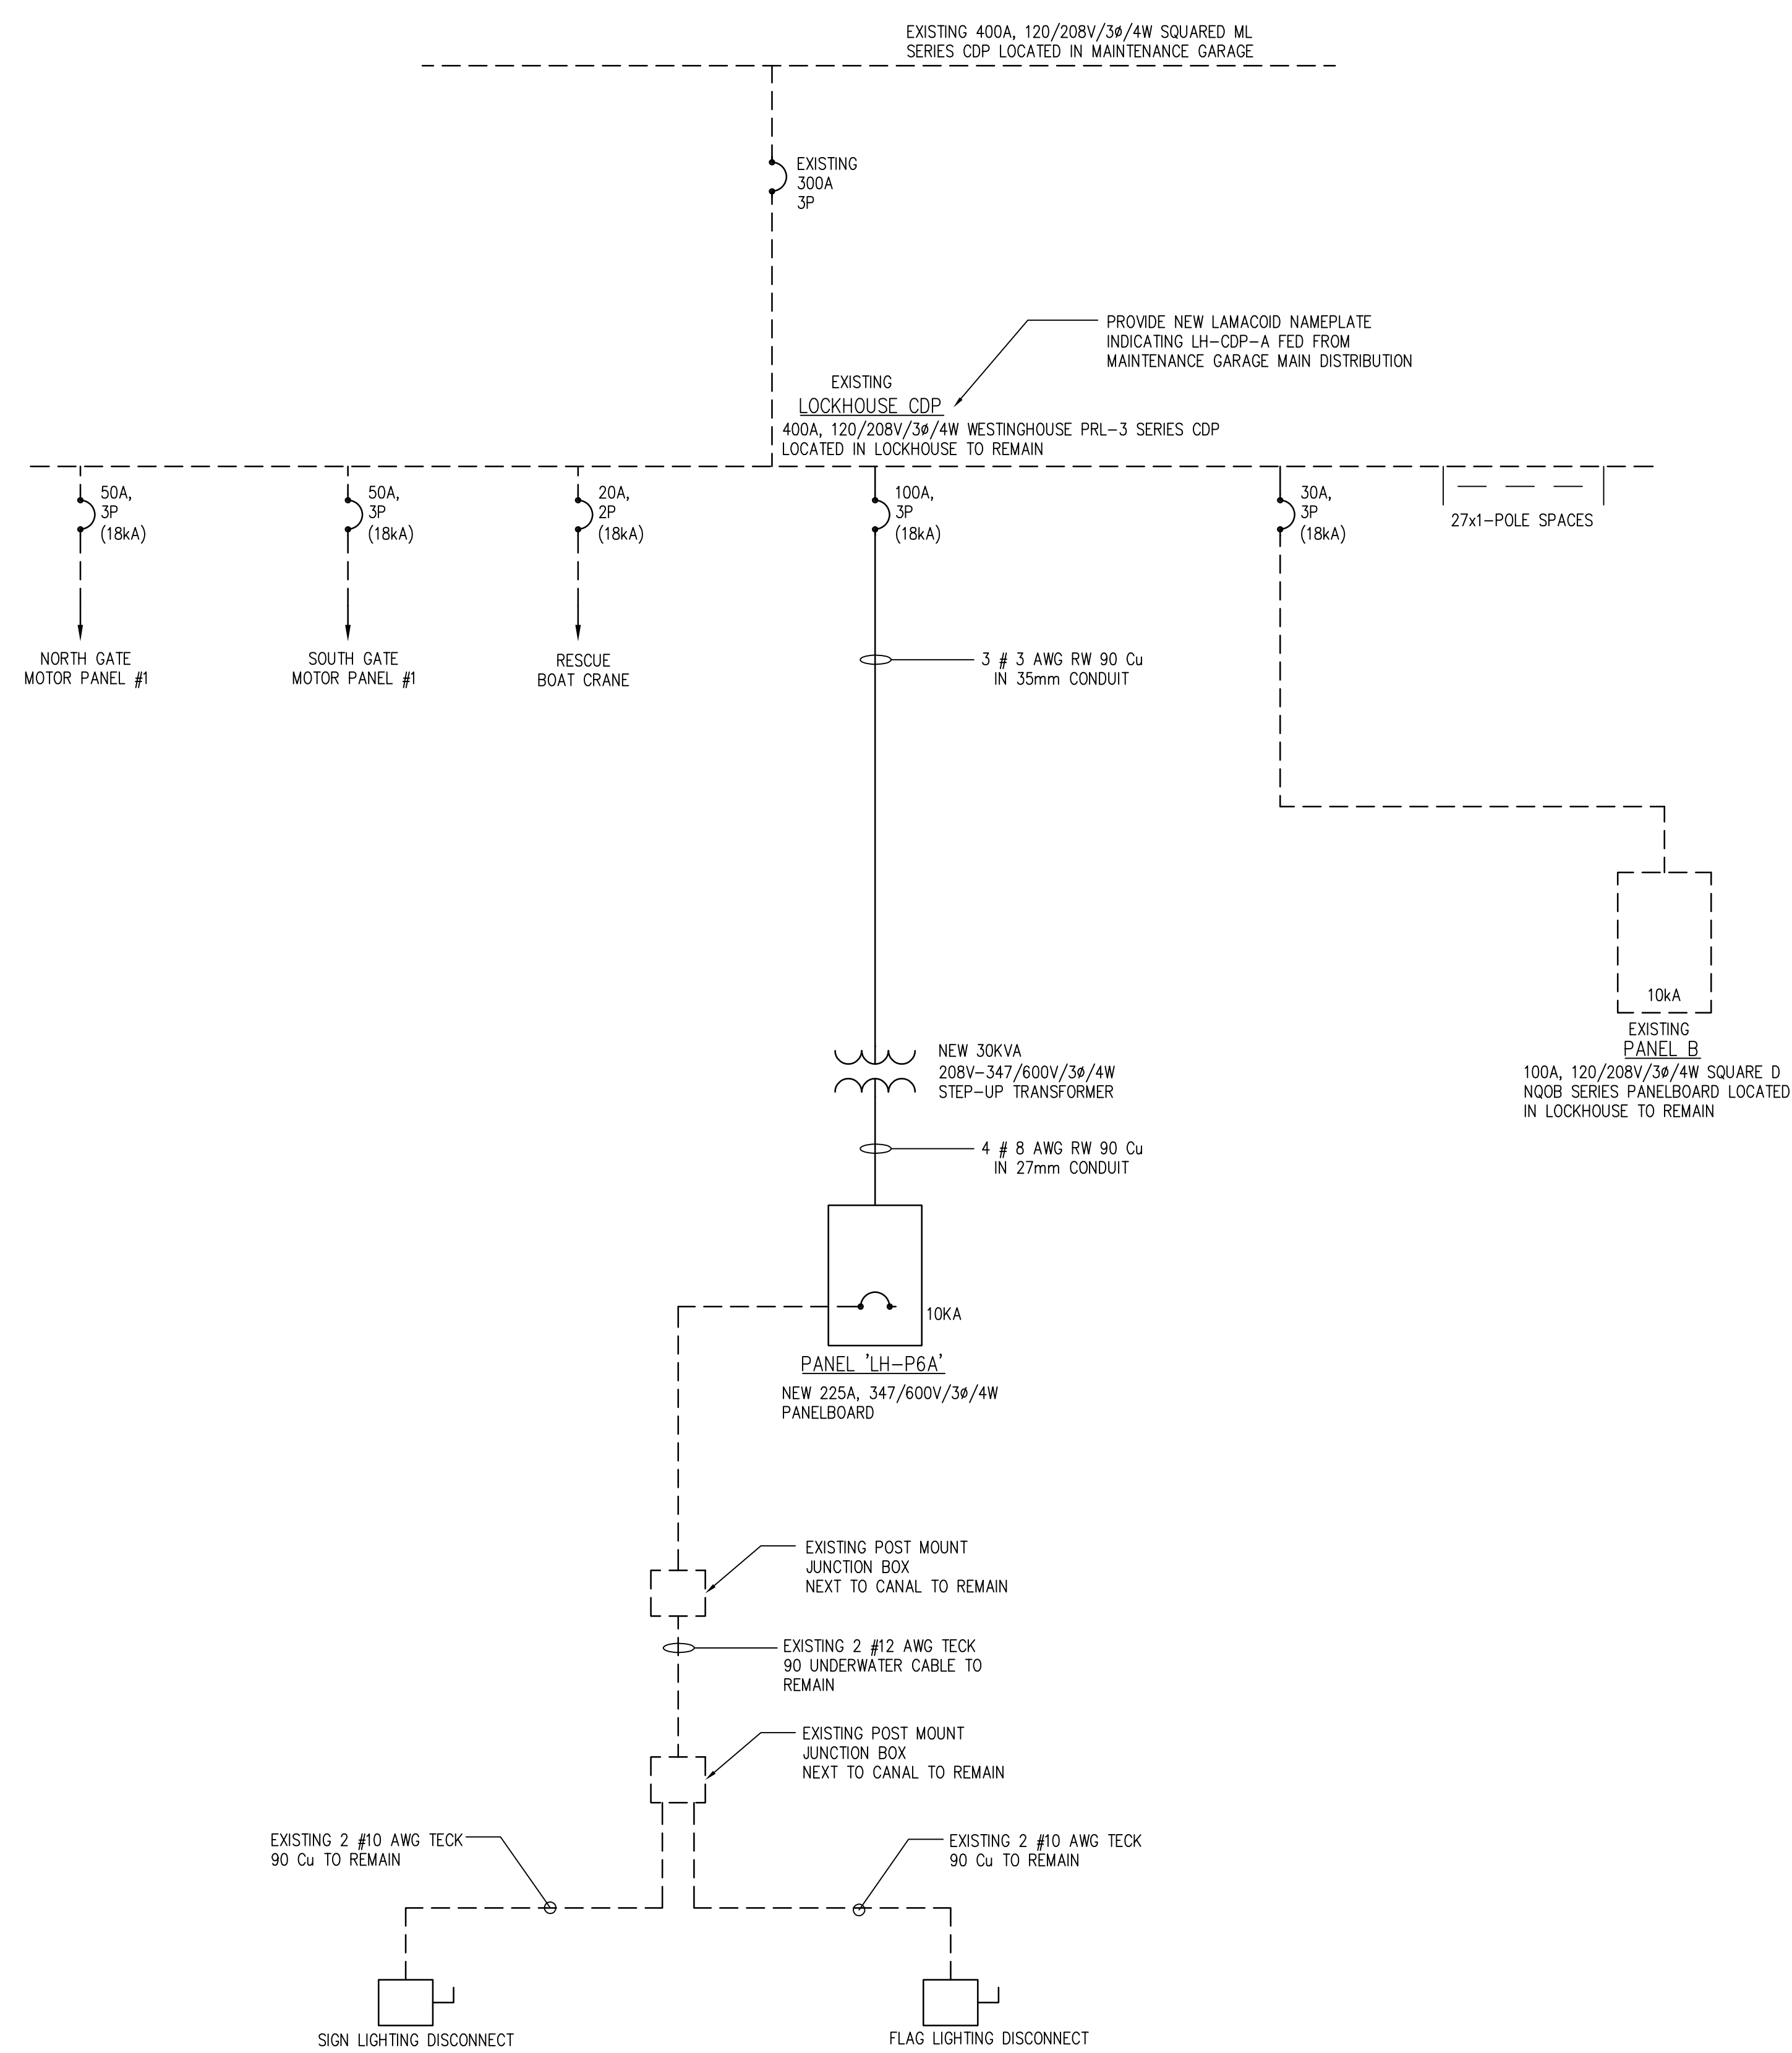 EXISTING 400A, 120/208V/3ø/4W SQUARED ML
SERIES CDP LOCATED IN MAINTENANCE GARAGE
EXISTING
300A
3P
PROVIDE NEW LAMACOID NAMEPLATE
INDICATING LH-CDP-A FED FROM
MAINTENANCE GARAGE MAIN DISTRIBUTION
EXISTING
LOCKHOUSE CDP
400A, 120/208V/3ø/4W WESTINGHOUSE PRL-3 SERIES CDP
LOCATED IN LOCKHOUSE TO REMAIN
50A,
3P
(18kA)
50A,
3P
(18kA)
20A,
2P
(18kA)
100A,
3P
(18kA)
30A,
3P
(18kA)
27x1-POLE SPACES
NORTH GATE
MOTOR PANEL #1
SOUTH GATE
MOTOR PANEL #1
RESCUE
BOAT CRANE
3 # 3 AWG RW 90 Cu
IN 35mm CONDUIT
10kA
EXISTING
PANEL B
100A, 120/208V/3ø/4W SQUARE D
NQOB SERIES PANELBOARD LOCATED
IN LOCKHOUSE TO REMAIN
NEW 30KVA
208V-347/600V/3ø/4W
STEP-UP TRANSFORMER
4 # 8 AWG RW 90 Cu
IN 27mm CONDUIT
10KA
PANEL 'LH-P6A'
NEW 225A, 347/600V/3ø/4W
PANELBOARD
EXISTING POST MOUNT
JUNCTION BOX
NEXT TO CANAL TO REMAIN
EXISTING 2 #12 AWG TECK
90 UNDERWATER CABLE TO
REMAIN
EXISTING POST MOUNT
JUNCTION BOX
NEXT TO CANAL TO REMAIN
EXISTING 2 #10 AWG TECK
90 Cu TO REMAIN
EXISTING 2 #10 AWG TECK
90 Cu TO REMAIN
SIGN LIGHTING DISCONNECT
FLAG LIGHTING DISCONNECT